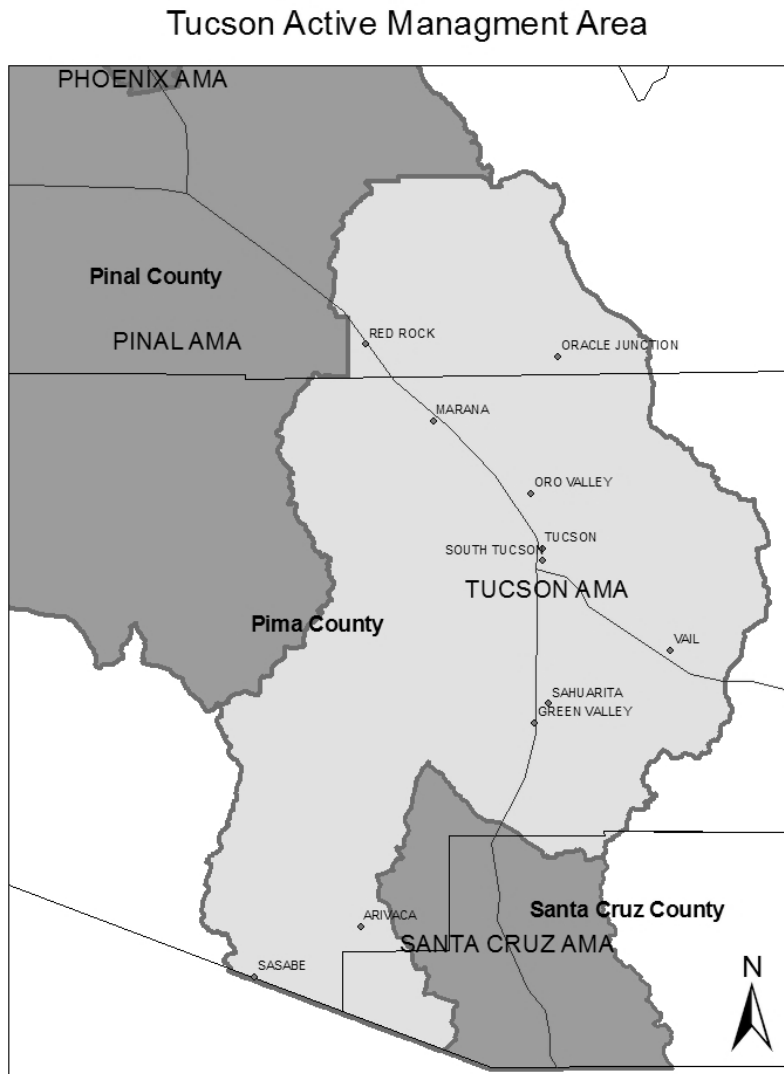 Tucson Active Managment Area
PHOENIX AMA
Pinal County
RED ROCK
PINAL AMA
ORACLE JUNCTION
MARANA
ORO VALLEY
TUCSON
SOUTH TUCSON
TUCSON AMA
Pima County
VAIL
SAHUARITA
GREEN VALLEY
Santa Cruz County
ARIVACA
SANTA CRUZ AMA
SASABE
N